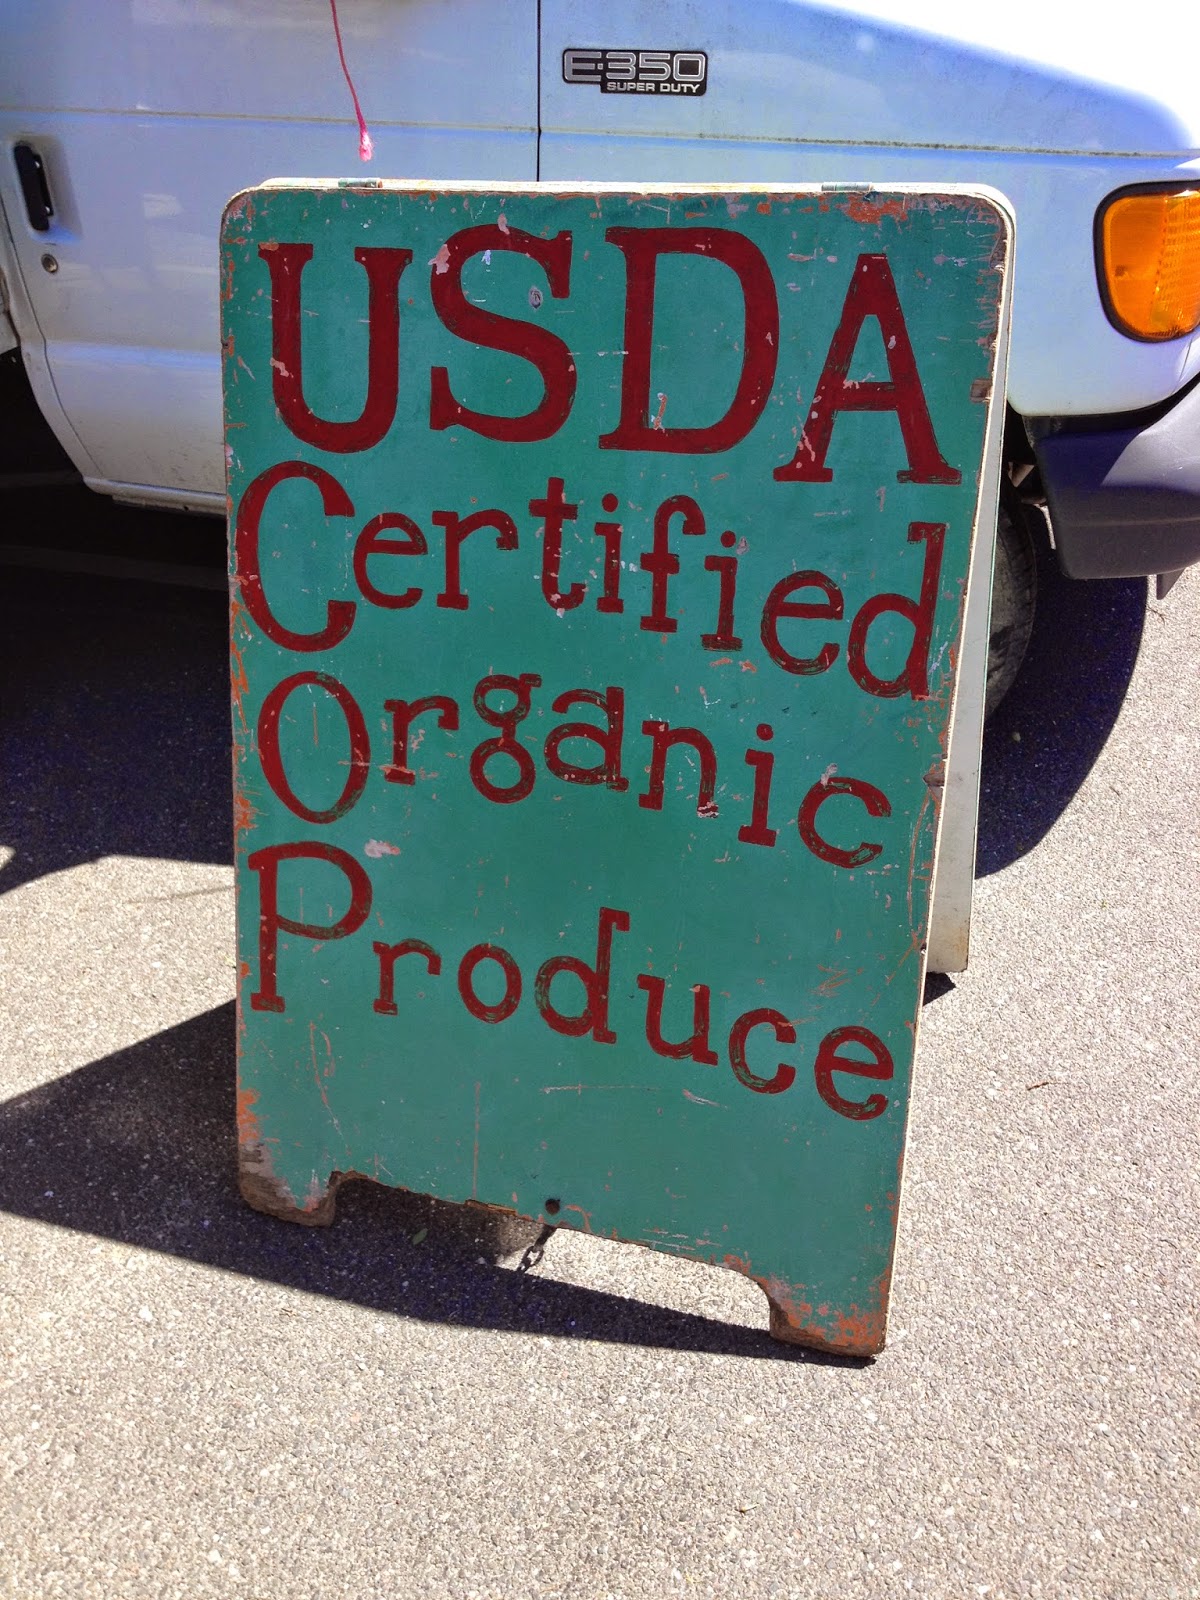 E-350
SUPER DUTY
USDA
Certified
Organic
Produce